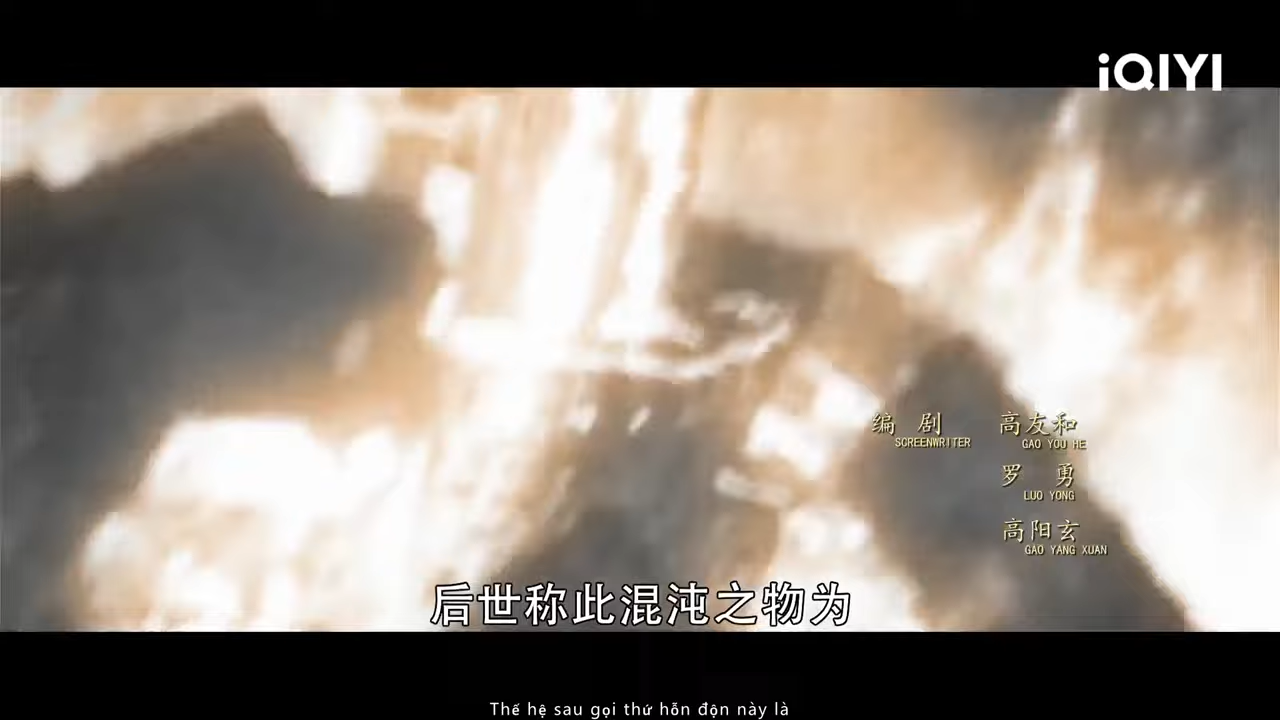 iQIYI
编 剧 高友和
SCREENWRITER GAO YOU HE
罗 勇
LUO YONG
高阳玄
GAO YANG XUAN
后世称此混沌之物为
Thế hệ sau gọi thứ hỗn độn này là